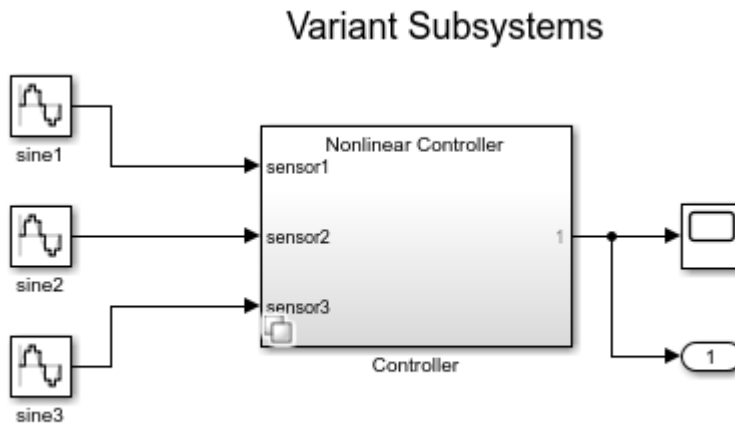 Variant Subsystems
sine1
sine2
sine3
Nonlinear Controller
sensor1
sensor2
sensor3
1
Controller
1